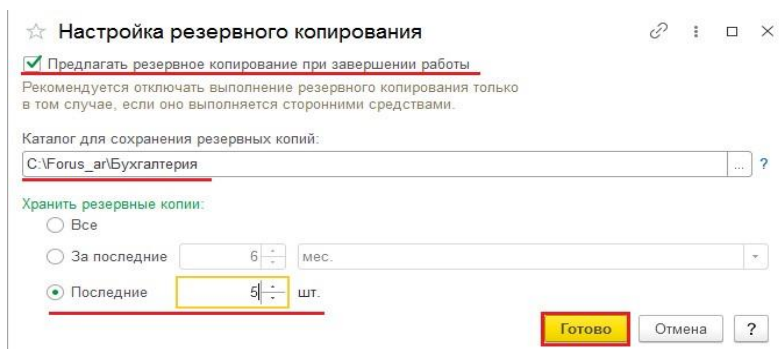 Настройка резервного копирования
Предлагать резервное копирование при завершении работы
Рекомендуется отключать выполнение резервного копирования только
в том случае, если оно выполняется сторонними средствами.
Каталог для сохранения резервных копий:
C:\Forus_ar\Бухгалтерия ... ?
Хранить резервные копии:
Все
За последние 6 мес.
Последние 5 шт.
Готово Отмена ?